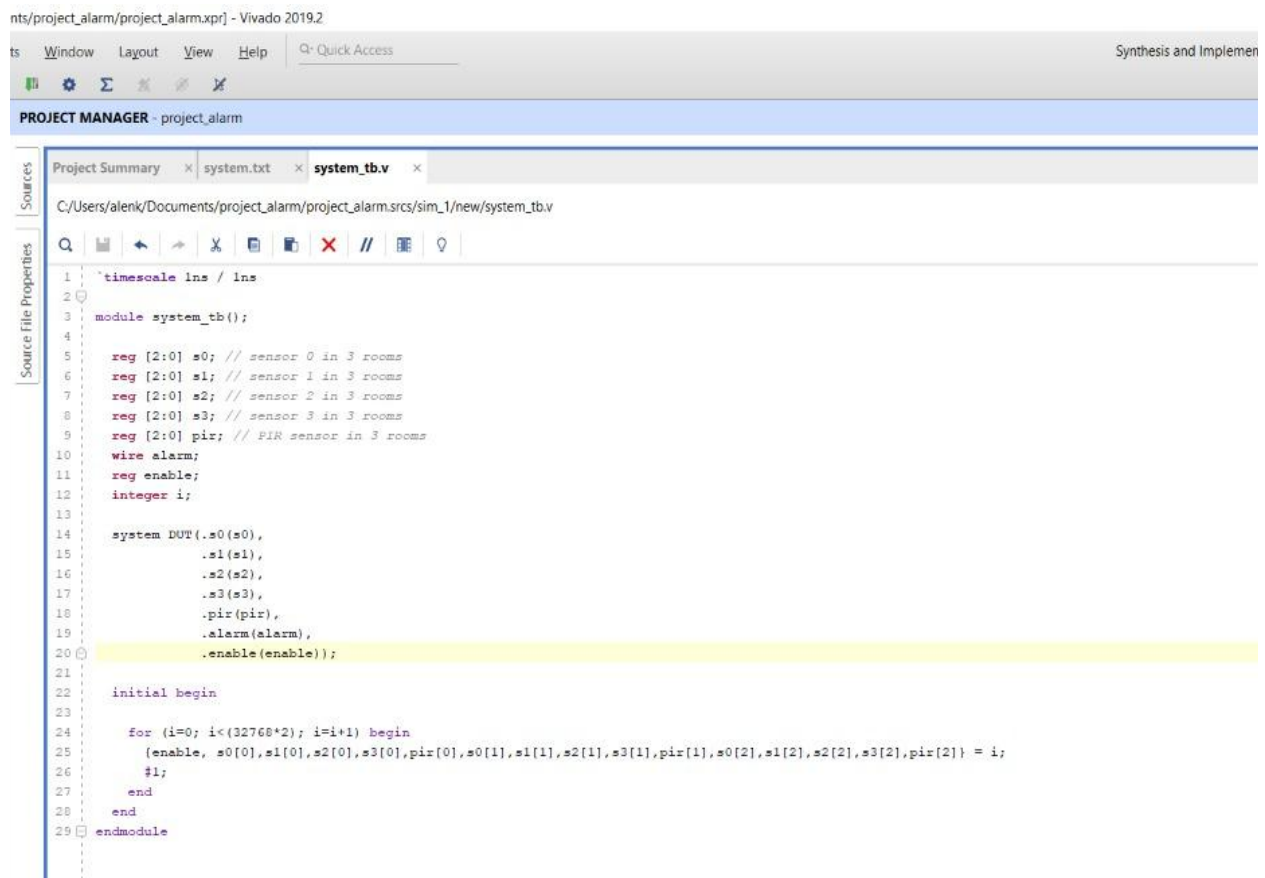 nts/project_alarm/project_alarm.xpr] - Vivado 2019.2
ts Window Layout View Help Quick Access Synthesis and Implemen
PROJECT MANAGER - project_alarm
Sources
Source File Properties
Project Summary × system.txt × system_tb.v ×
C:/Users/alenk/Documents/project_alarm/project_alarm.srcs/sim_1/new/system_tb.v
1 `timescale 1ns / 1ns
2
3 module system_tb();
4
5 reg [2:0] s0; // sensor 0 in 3 rooms
6 reg [2:0] s1; // sensor 1 in 3 rooms
7 reg [2:0] s2; // sensor 2 in 3 rooms
8 reg [2:0] s3; // sensor 3 in 3 rooms
9 reg [2:0] pir; // PIR sensor in 3 rooms
10 wire alarm;
11 reg enable;
12 integer i;
13
14 system DUT(.s0(s0),
15 .s1(s1),
16 .s2(s2),
17 .s3(s3),
18 .pir(pir),
19 .alarm(alarm),
20 .enable(enable));
21
22 initial begin
23
24 for (i=0; i<(32768*2); i=i+1) begin
25 {enable, s0[0],s1[0],s2[0],s3[0],pir[0],s0[1],s1[1],s2[1],s3[1],pir[1],s0[2],s1[2],s2[2],s3[2],pir[2]} = i;
26 #1;
27 end
28 end
29 endmodule